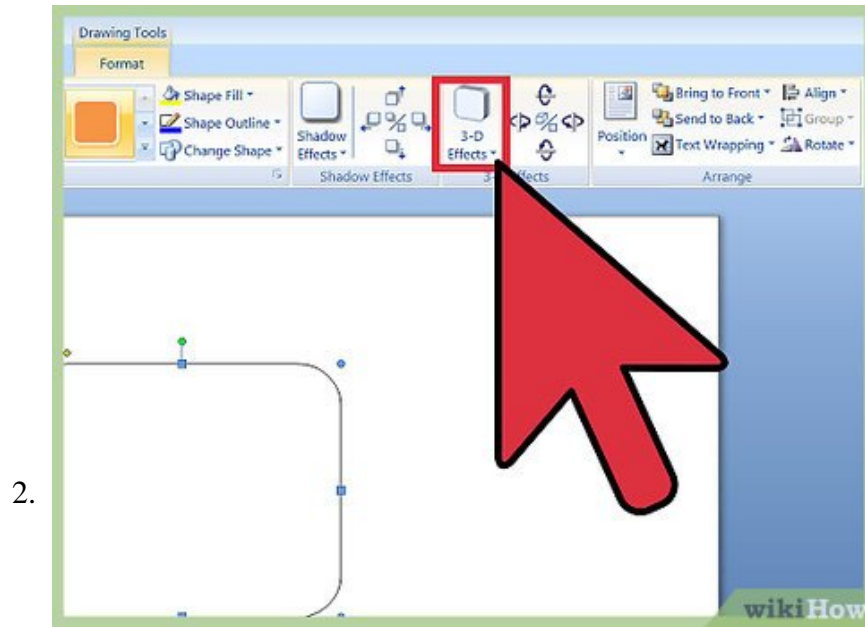 Drawing Tools
Format
Shape Fill
Shape Outline
Change Shape
Shadow
Effects
Shadow Effects
3-D
Effects
Position
Bring to Front
Send to Back
Text Wrapping
Align
Group
Rotate
Arrange
2.
wikiHow